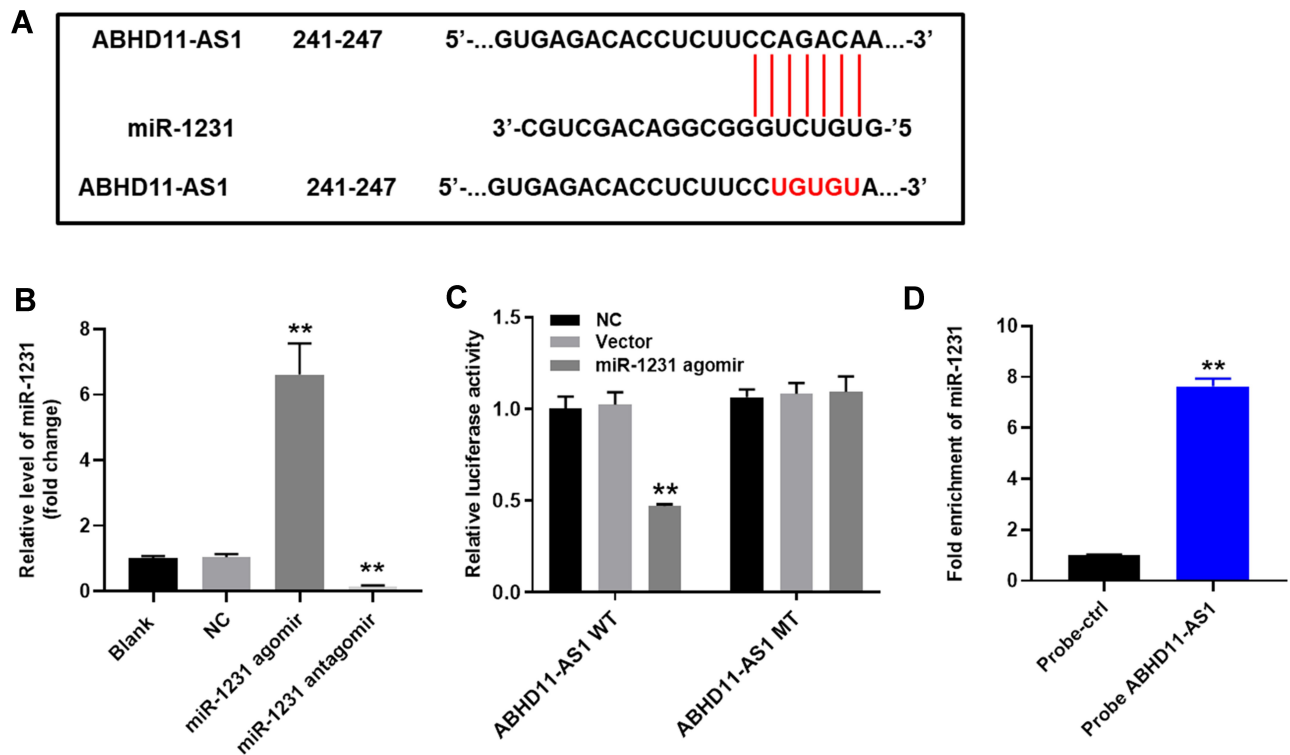 A
ABHD11-AS1 241-247 5’-...GUGAGACACCUCUUCCAGACAA...-3’
miR-1231 3’-CGUCGACAGGCGGGUCUGUG-’5
ABHD11-AS1 241-247 5’-...GUGAGACACCUCUUCCUGUGUA...-3’
B
Relative level of miR-1231
(fold change)
8
6
4
2
0
**
**
Blank
NC
miR-1231 agomir
miR-1231 antagomir
C
Relative luciferase activity
1.5
1.0
0.5
0.0
NC
Vector
miR-1231 agomir
**
ABHD11-AS1 WT
ABHD11-AS1 MT
D
Fold enrichment of miR-1231
10
8
6
4
2
0
**
Probe-ctrl
Probe ABHD11-AS1